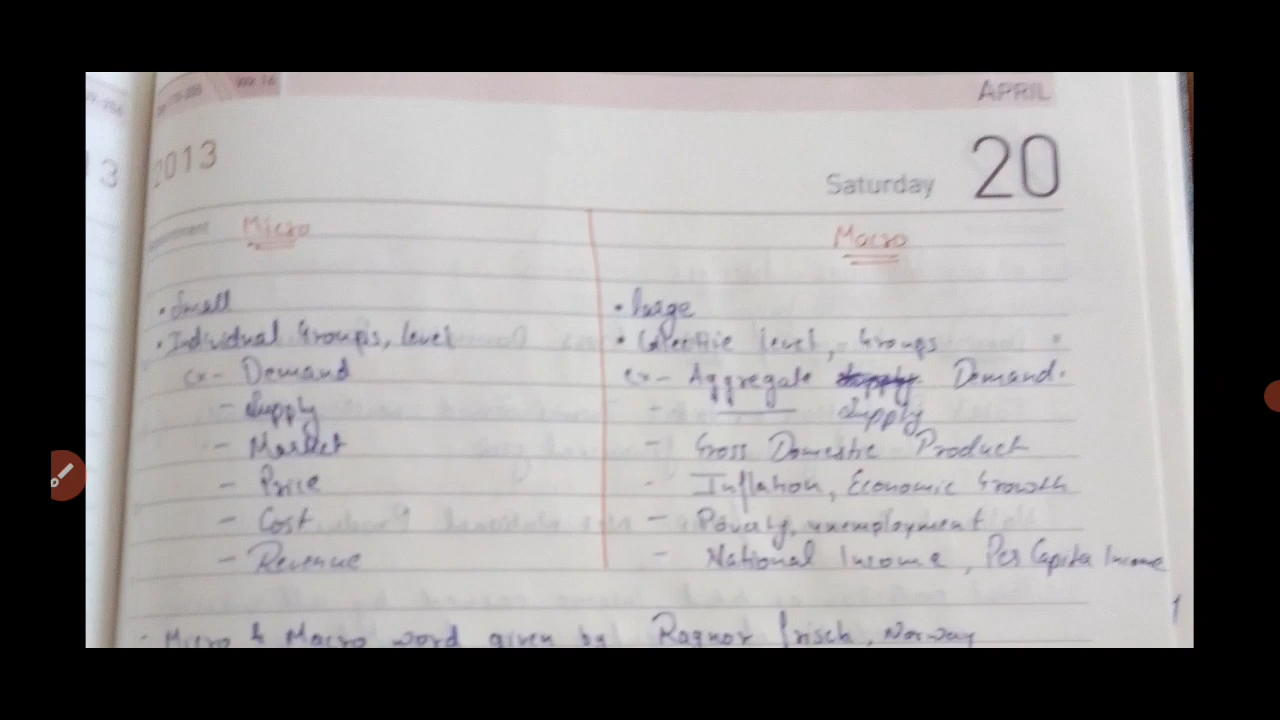 APRIL
2013
Saturday 20
Micro Macro
• Small • Large
• Individual Groups, level • Collective level, Groups
ex- Demand ex- Aggregate Demand.
- Supply - —— Supply
- Market - Gross Domestic Product
- Price - Inflation, Economic Growth
- Cost - Poverty, unemployment
- Revenue - National Income, Per Capita Income
- Micro & Macro word given by Ragnor frisch, Norway